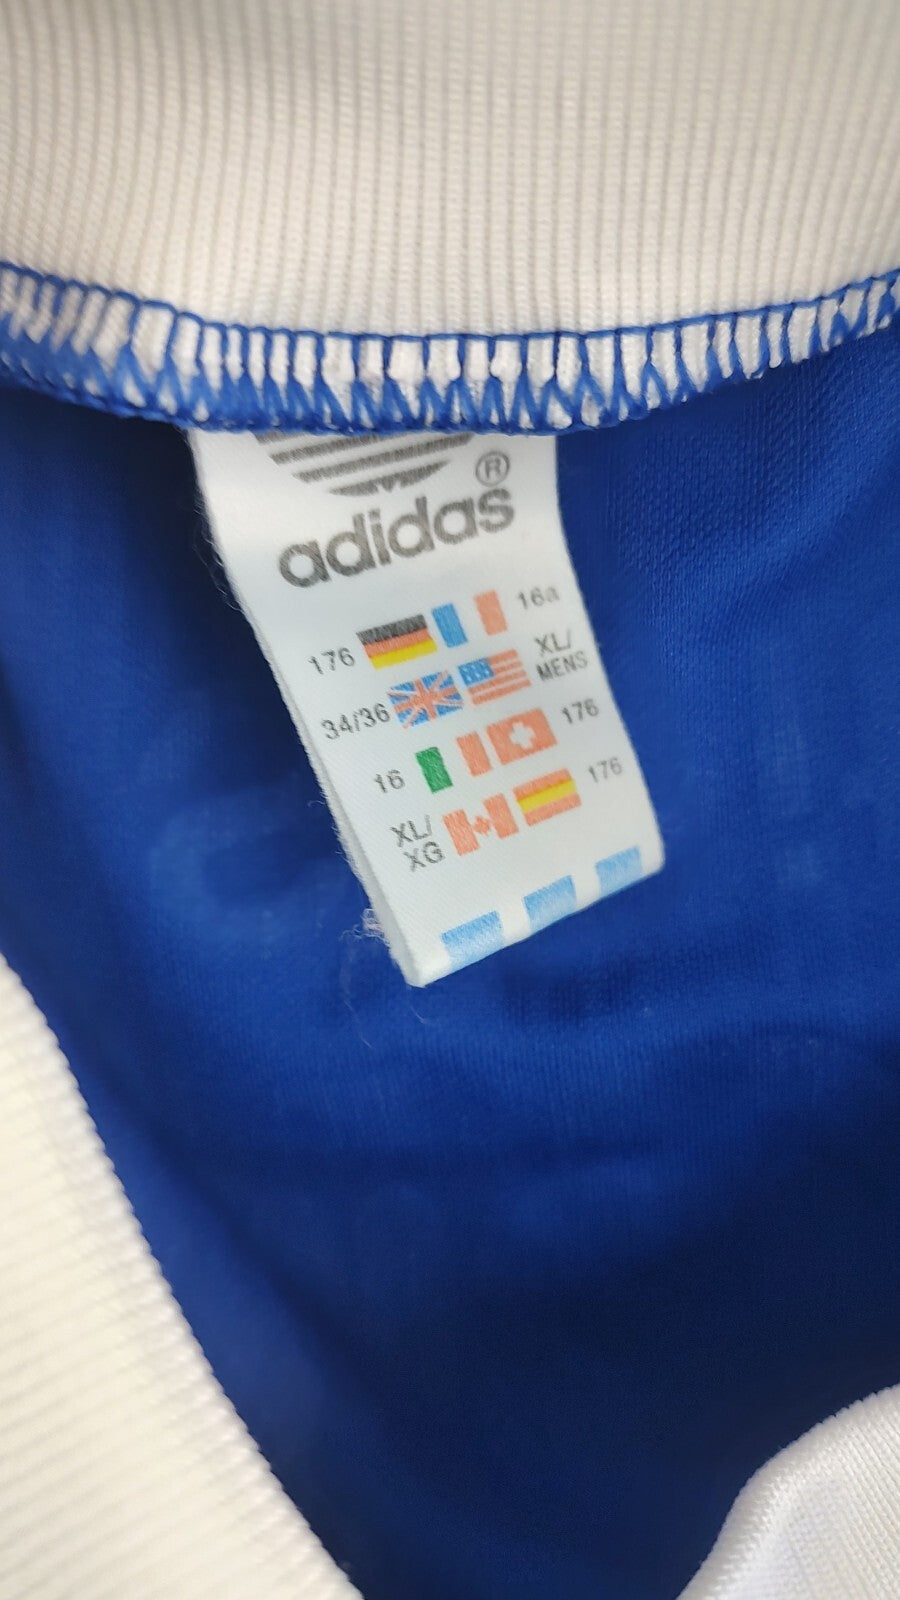 ®
adidas
176 16a
34/36 XL/
MENS
16 176
XL/
XG 176